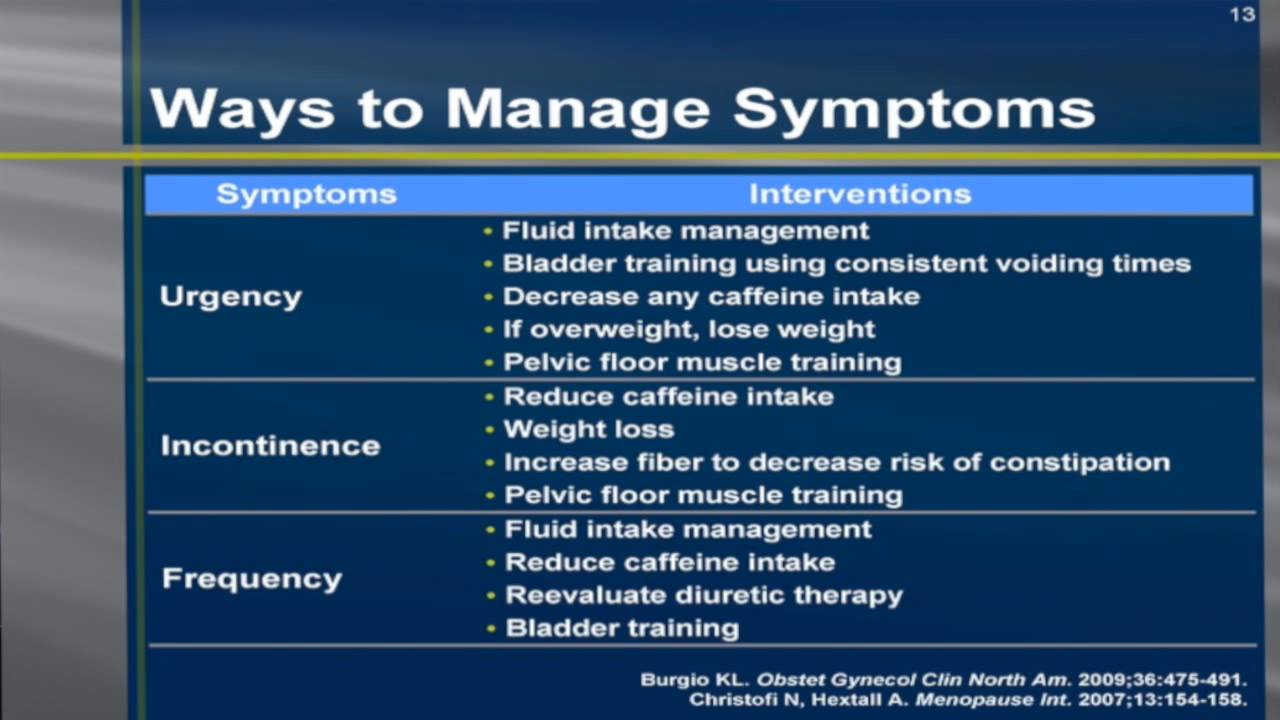 13
Ways to Manage Symptoms
Symptoms Interventions
Urgency
• Fluid intake management
• Bladder training using consistent voiding times
• Decrease any caffeine intake
• If overweight, lose weight
• Pelvic floor muscle training
Incontinence
• Reduce caffeine intake
• Weight loss
• Increase fiber to decrease risk of constipation
• Pelvic floor muscle training
Frequency
• Fluid intake management
• Reduce caffeine intake
• Reevaluate diuretic therapy
• Bladder training
Burgio KL. Obstet Gynecol Clin North Am. 2009;36:475-491.
Christofi N, Hextall A. Menopause Int. 2007;13:154-158.